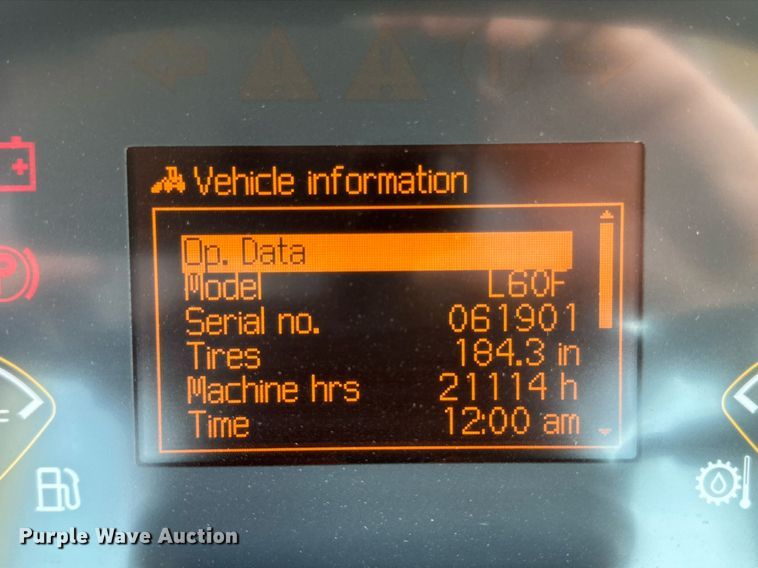 Vehicle information
Op. Data
Model L60F
Serial no. 061901
Tires 184.3 in
Machine hrs 21114 h
Time 12:00 am
Purple Wave Auction